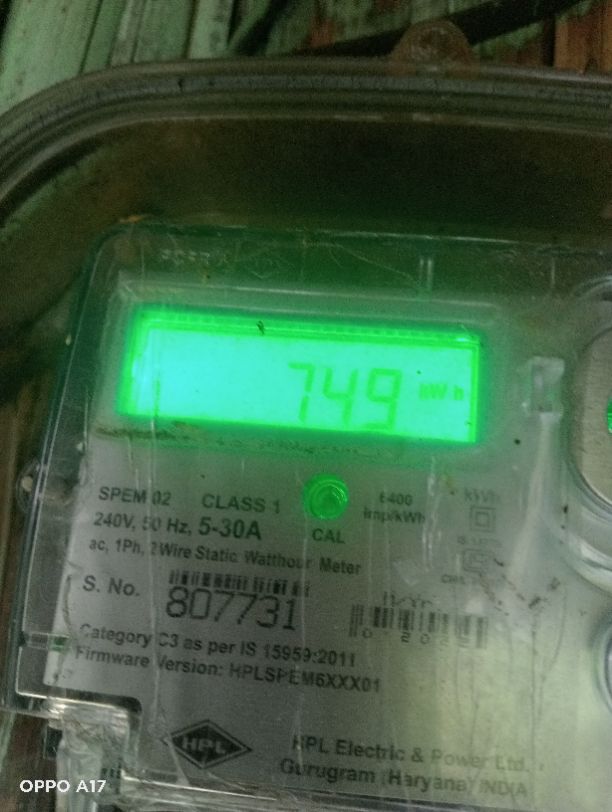 749 kWh
SPEM 02 CLASS 1
6400 imp/kWh
kWh
240V, 50 Hz, 5-30A
CAL
ac, 1Ph, 2Wire Static Watthour Meter
S. No. 807731
Category C3 as per IS 15959:2011
Firmware Version: HPLSPEM6XXX01
HPL
HPL Electric & Power Ltd.
Gurugram (Haryana) INDIA
OPPO A17